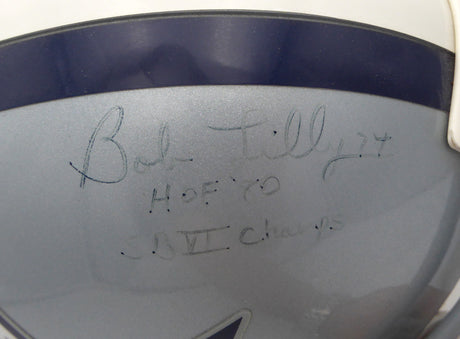 Bob Lilly 74
HOF '80
SB VI Champs